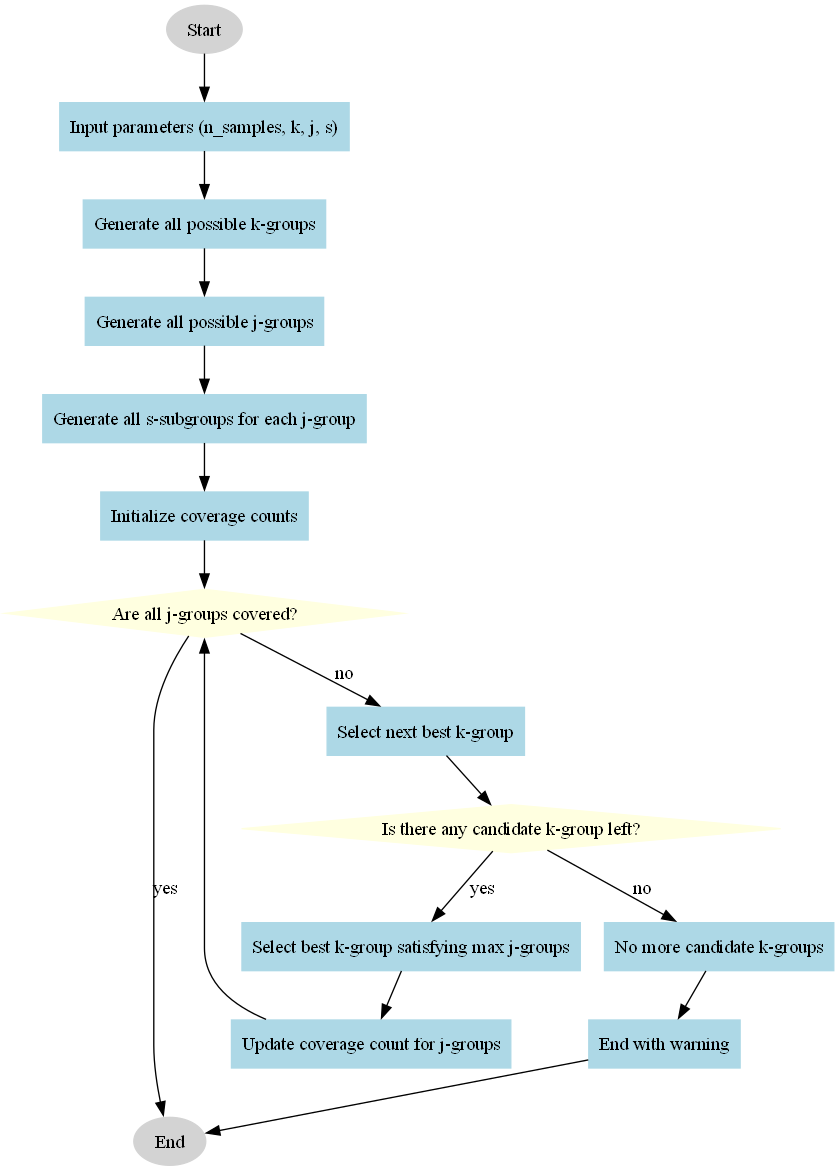 Start
Input parameters (n_samples, k, j, s)
Generate all possible k-groups
Generate all possible j-groups
Generate all s-subgroups for each j-group
Initialize coverage counts
Are all j-groups covered?
no
Select next best k-group
Is there any candidate k-group left?
yes
yes
no
Select best k-group satisfying max j-groups
No more candidate k-groups
Update coverage count for j-groups
End with warning
End